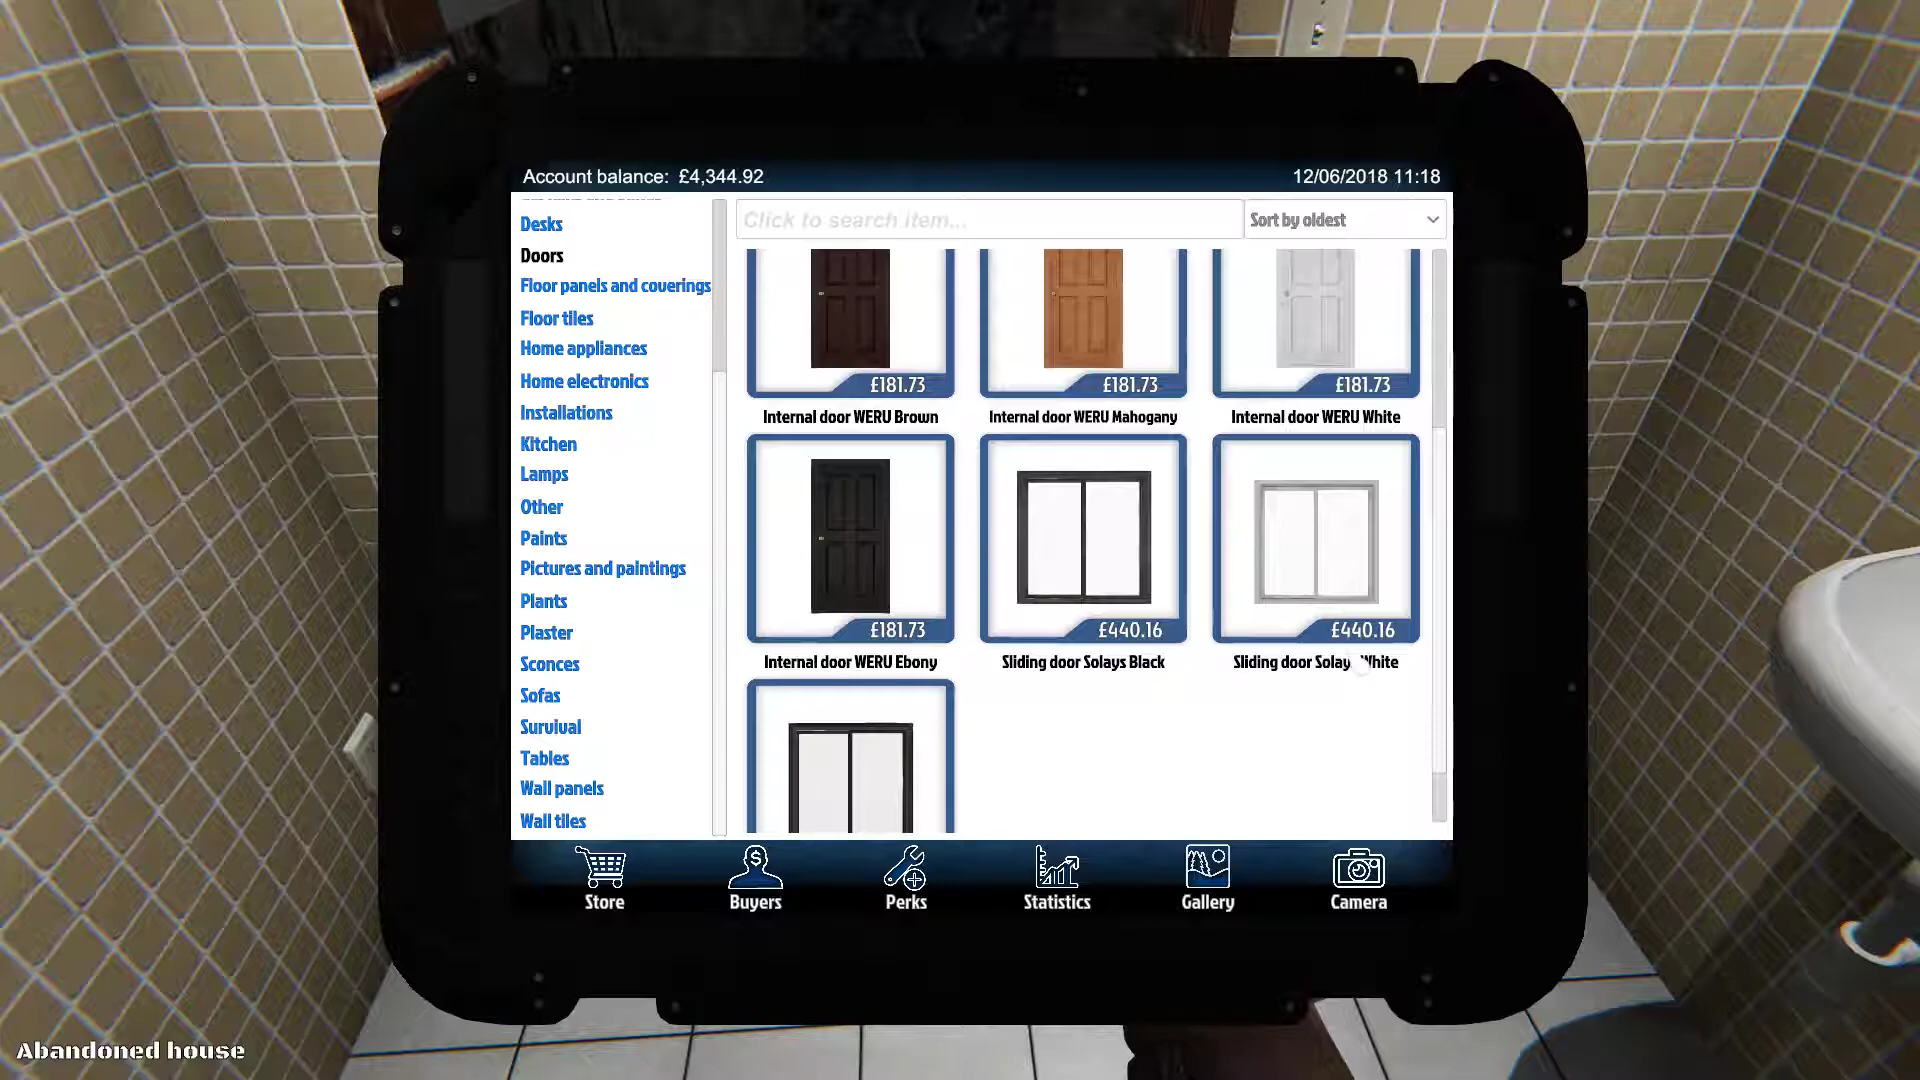 Account balance: £4,344.92
12/06/2018 11:18
Desks
Doors
Floor panels and coverings
Floor tiles
Home appliances
Home electronics
Installations
Kitchen
Lamps
Other
Paints
Pictures and paintings
Plants
Plaster
Sconces
Sofas
Survival
Tables
Wall panels
Wall tiles
Click to search item...
Sort by oldest
£181.73
£181.73
£181.73
Internal door WERU Brown
Internal door WERU Mahogany
Internal door WERU White
£181.73
£440.16
£440.16
Internal door WERU Ebony
Sliding door Solays Black
Sliding door Solays White
Store
Buyers
Perks
Statistics
Gallery
Camera
Abandoned house